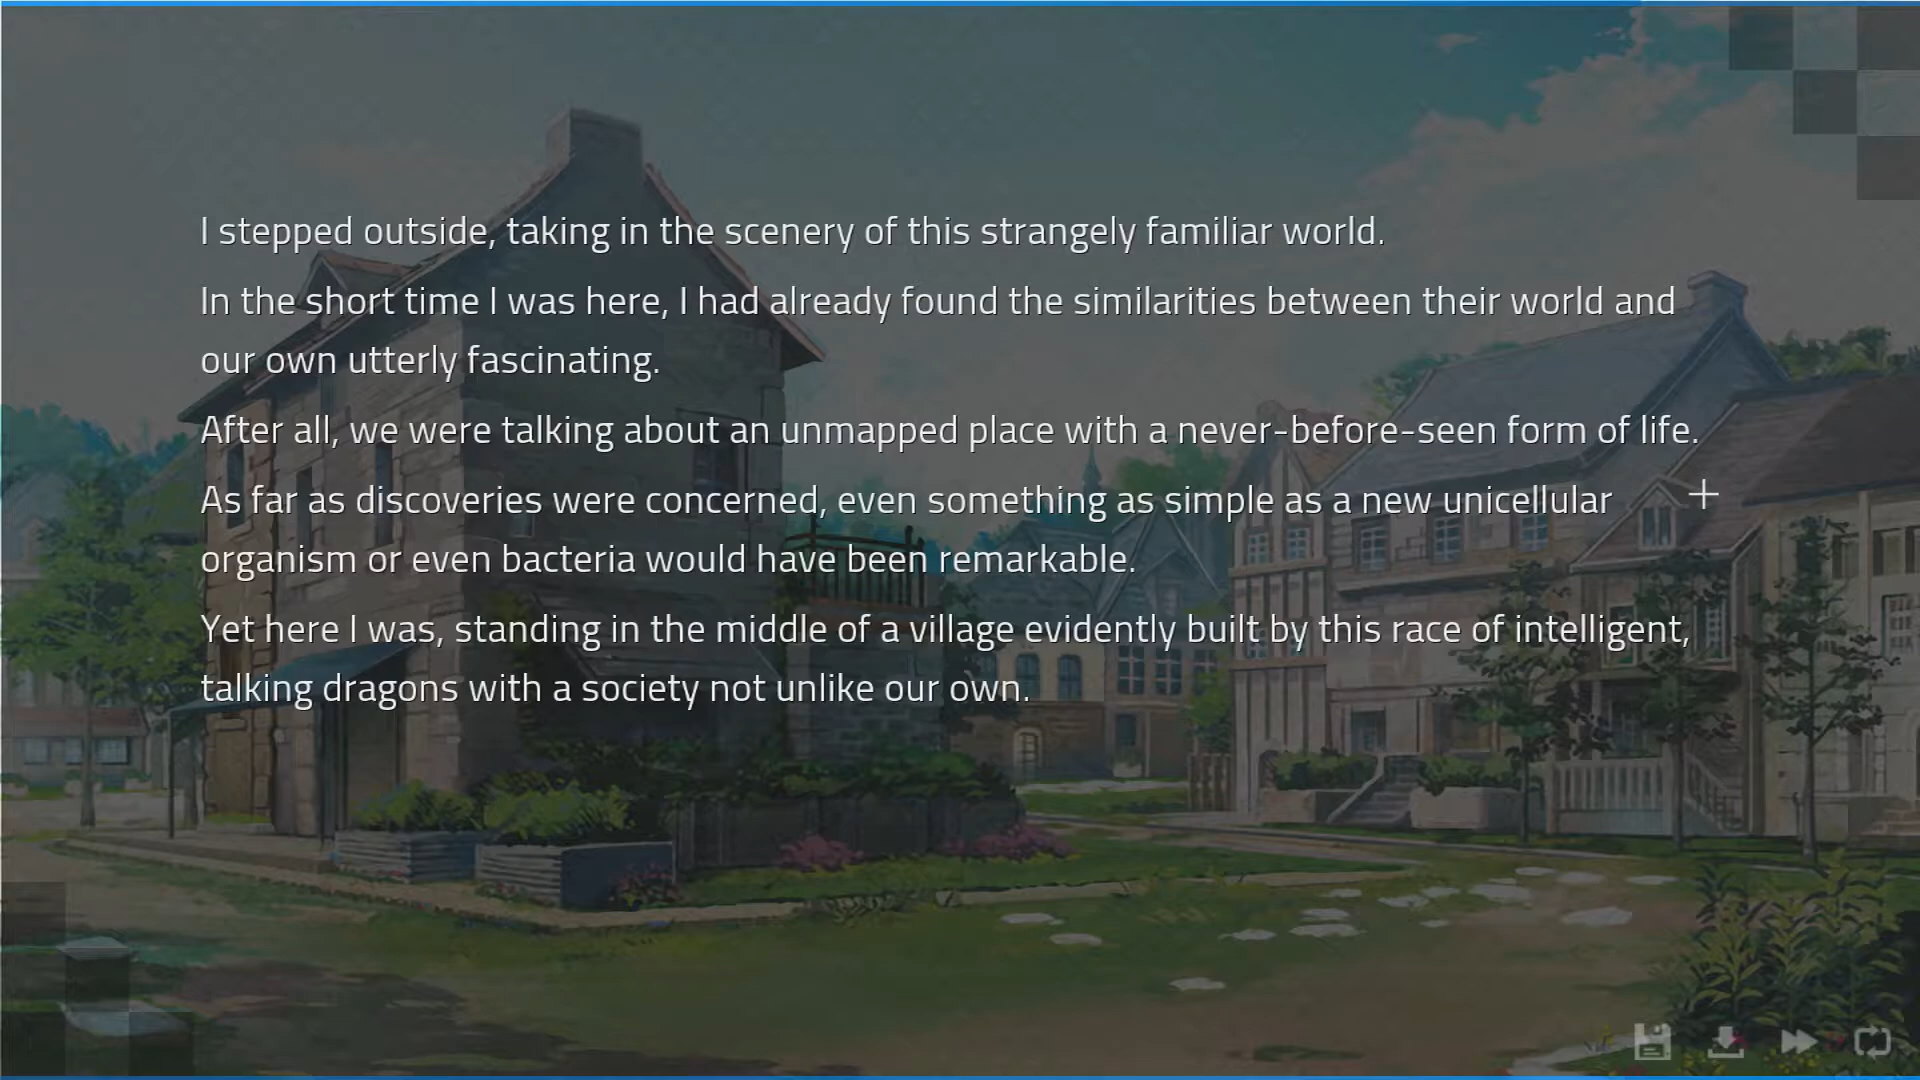 I stepped outside, taking in the scenery of this strangely familiar world.
In the short time I was here, I had already found the similarities between their world and
our own utterly fascinating.
After all, we were talking about an unmapped place with a never-before-seen form of life.
As far as discoveries were concerned, even something as simple as a new unicellular
organism or even bacteria would have been remarkable.
Yet here I was, standing in the middle of a village evidently built by this race of intelligent,
talking dragons with a society not unlike our own.